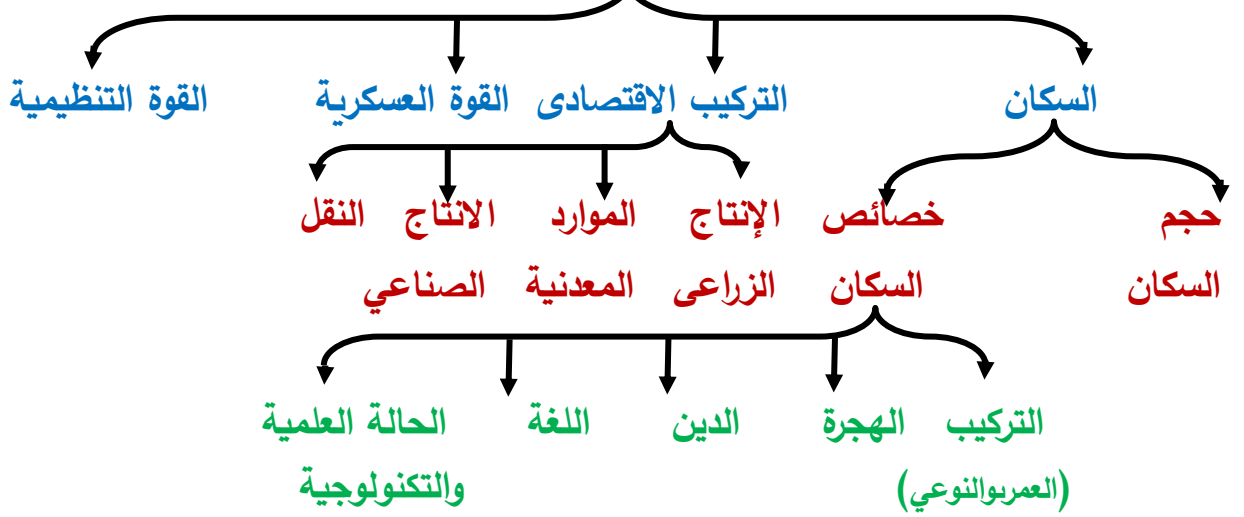 السكان التركيب الاقتصادى القوة العسكرية القوة التنظيمية
حجم خصائص الإنتاج الموارد الانتاج النقل
السكان السكان الزراعى المعدنية الصناعي
التركيب الهجرة الدين اللغة الحالة العلمية
(العمربوالنوعي) والتكنولوجية